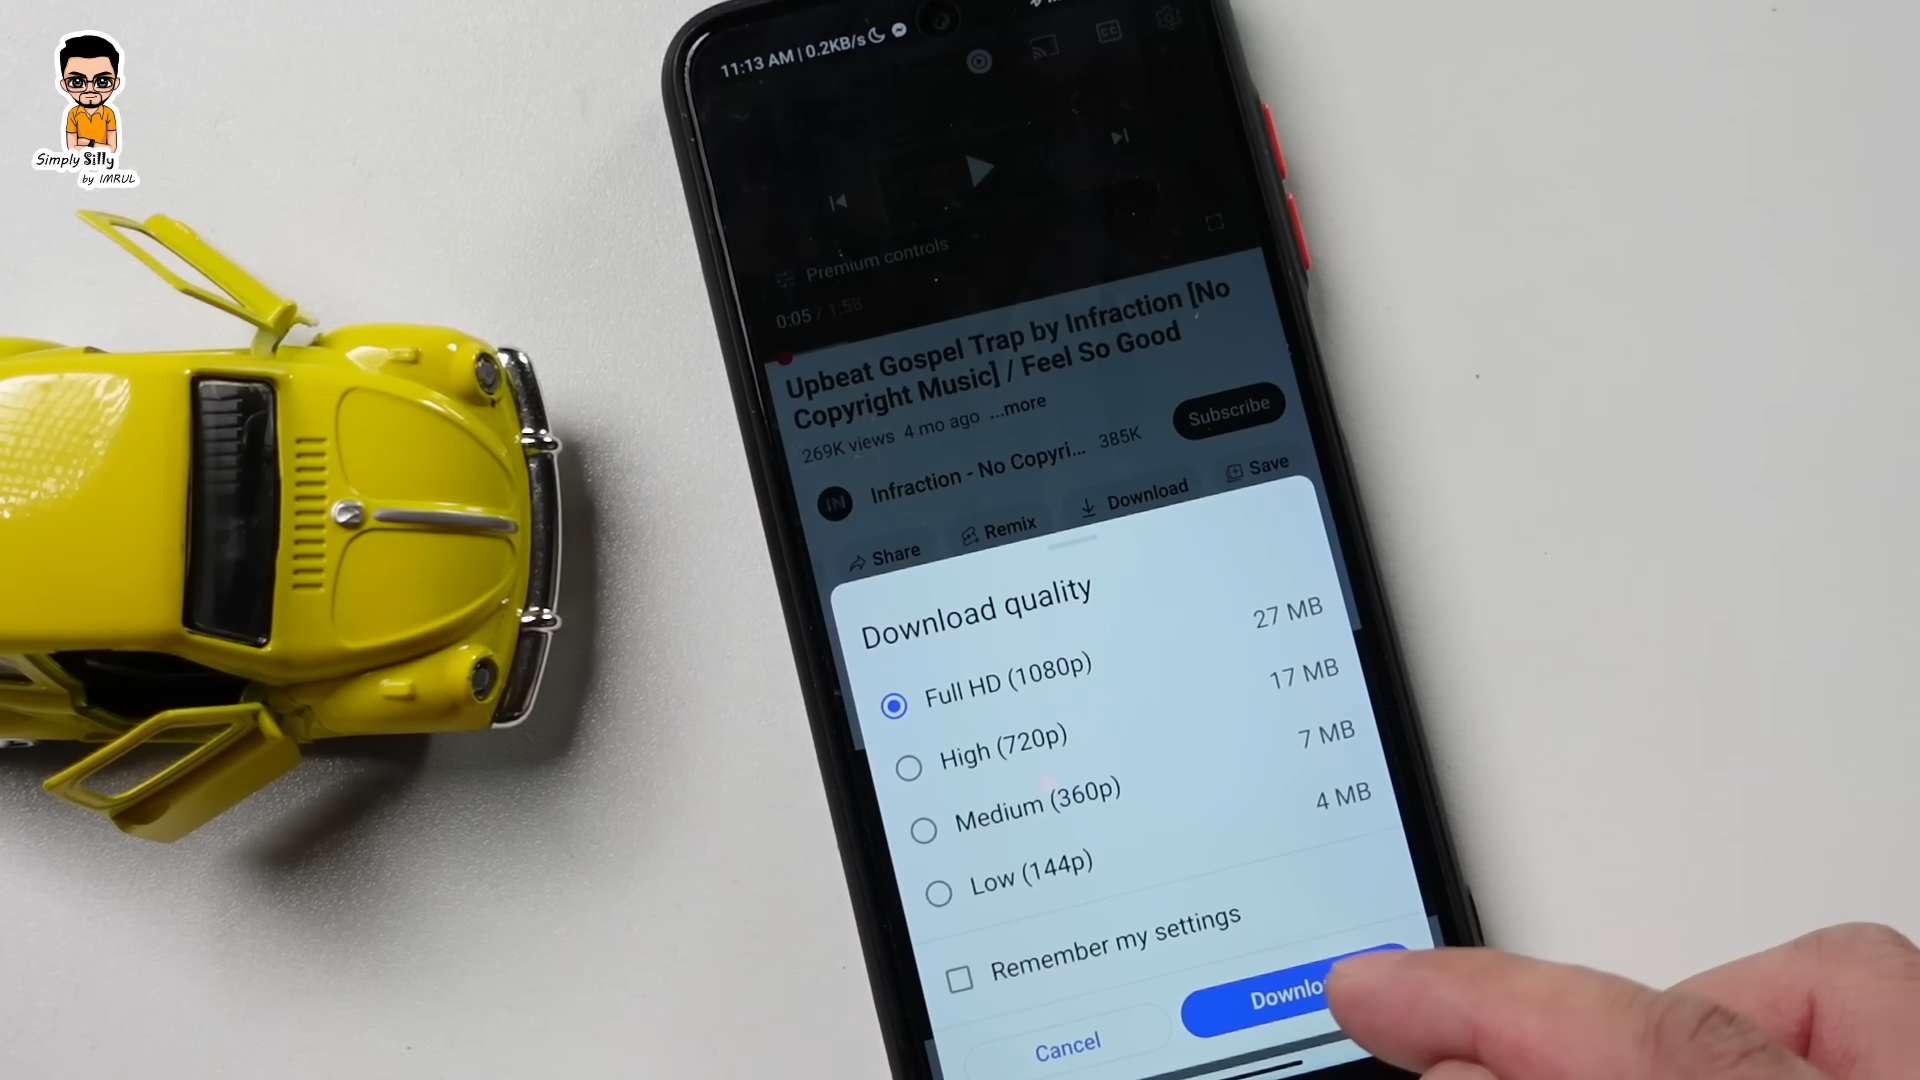 Simply Silly
by IMRUL
11:13 AM | 0.2KB/s
CC
Premium controls
0:05 / 1:58
Upbeat Gospel Trap by Infraction [No
Copyright Music] / Feel So Good
269K views 4 mo ago ...more
IN Infraction - No Copyri... 385K Subscribe
Share Remix Download Save
Download quality
Full HD (1080p) 27 MB
High (720p) 17 MB
Medium (360p) 7 MB
Low (144p) 4 MB
Remember my settings
Cancel Downlo